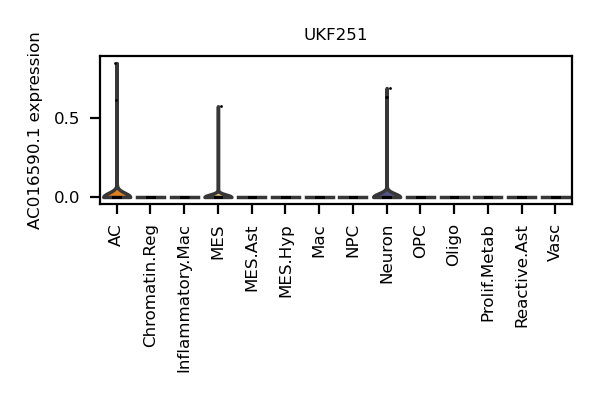 UKF251
AC016590.1 expression
0.5
0.0
AC
Chromatin.Reg
Inflammatory.Mac
MES
MES.Ast
MES.Hyp
Mac
NPC
Neuron
OPC
Oligo
Prolif.Metab
Reactive.Ast
Vasc